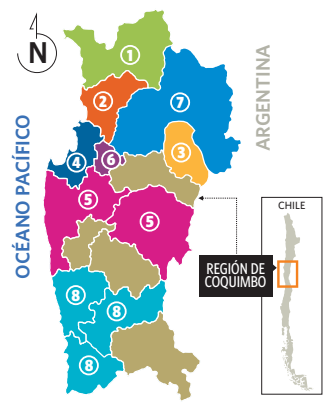 N
OCÉANO PACÍFICO
ARGENTINA
1
2
7
3
4
6
5
5
8
8
8
REGIÓN DE
COQUIMBO
CHILE